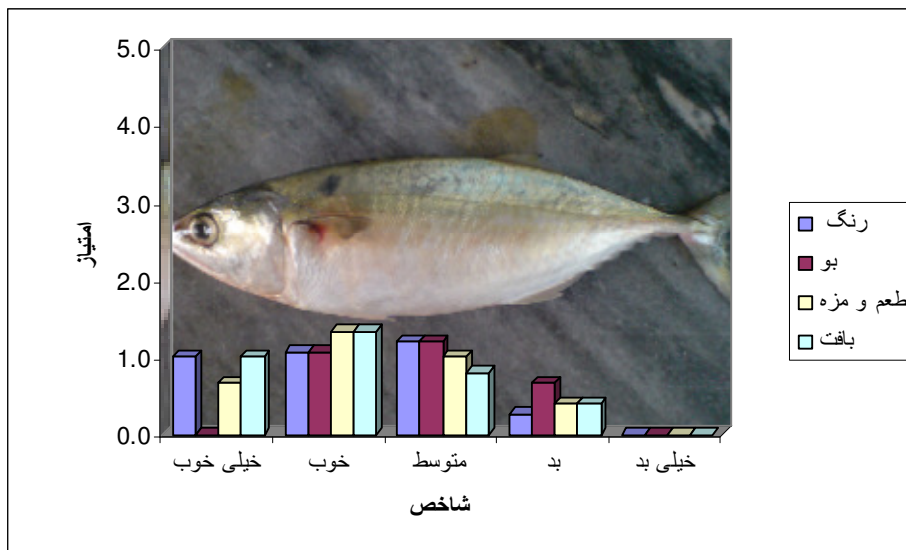 5.0
4.0
3.0
2.0
1.0
0.0
امتیاز
خیلی خوب
خوب
متوسط
بد
خیلی بد
شاخص
رنگ
بو
طعم و مزه
بافت